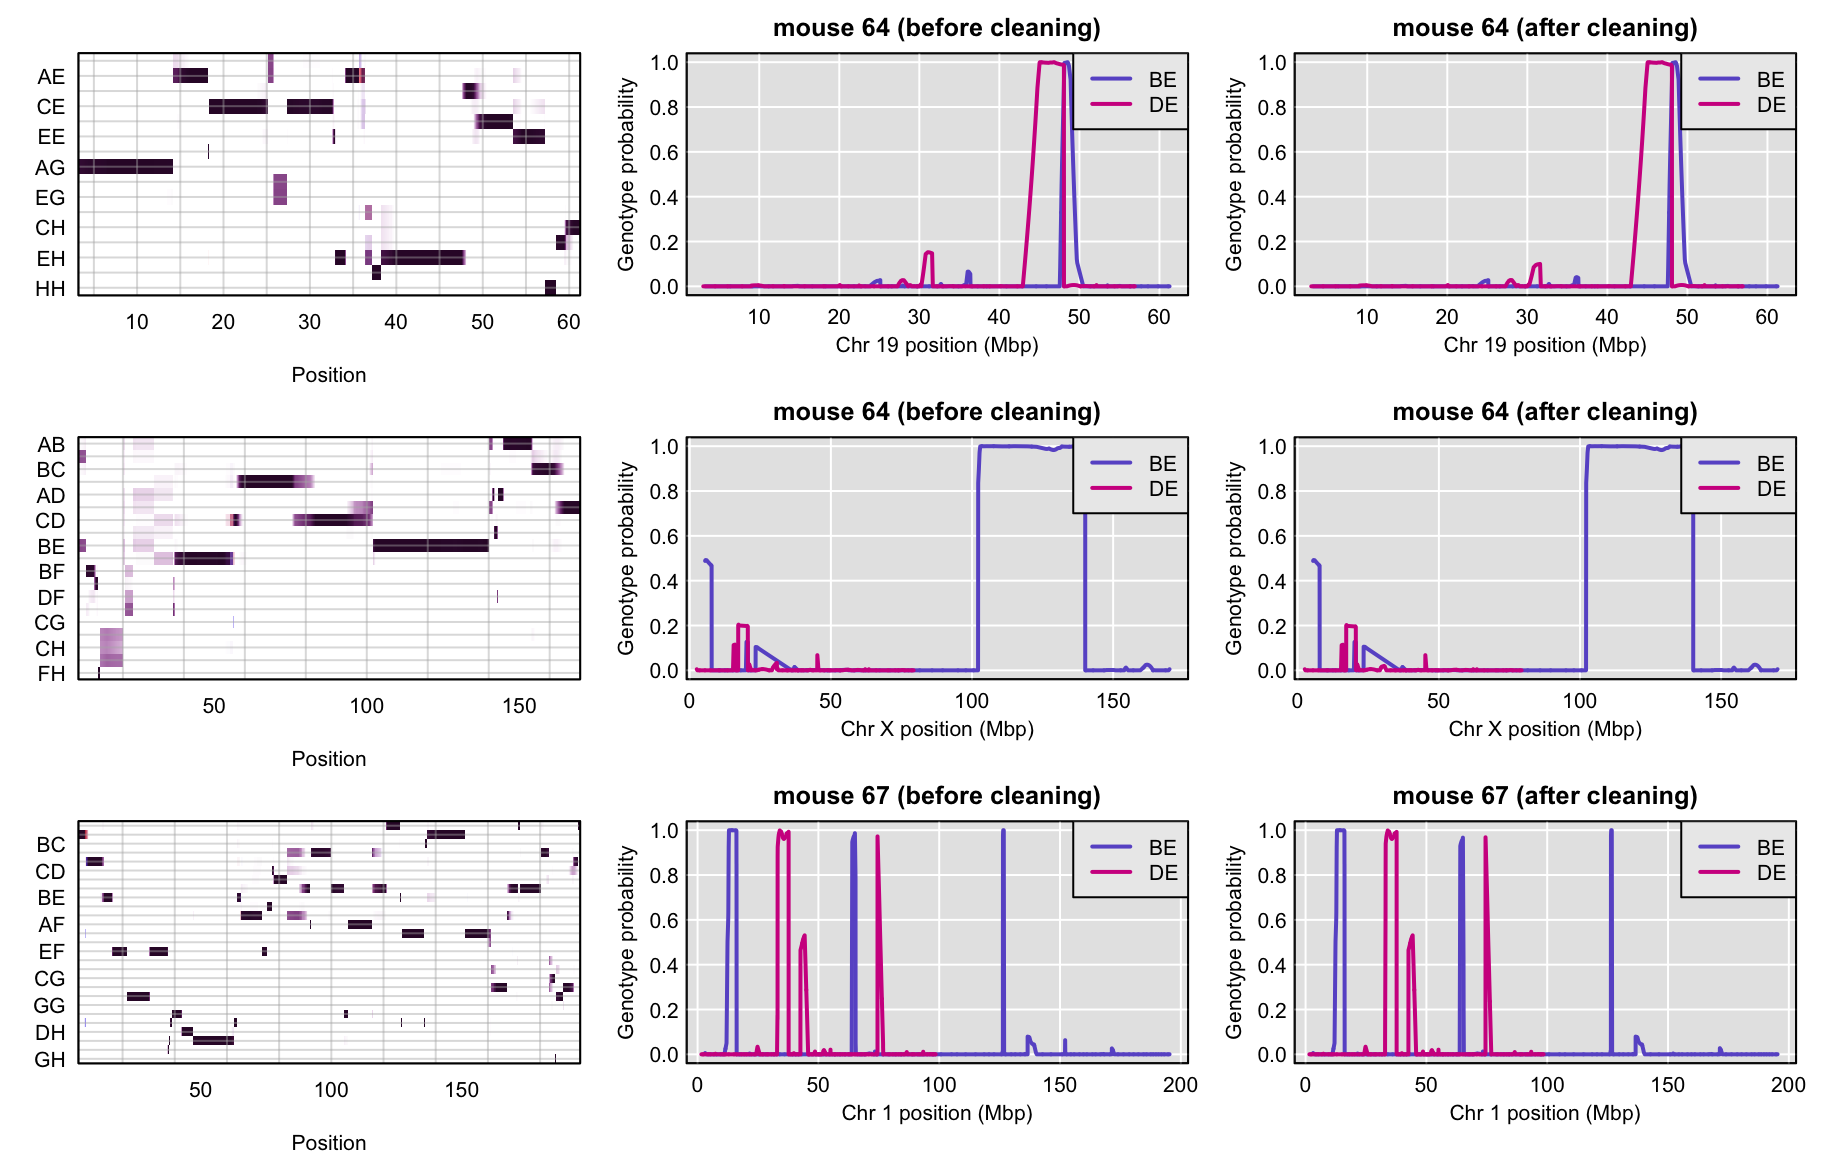 AE
CE
EE
AG
EG
CH
EH
HH
10 20 30 40 50 60
Position
mouse 64 (before cleaning)
Genotype probability
1.0
0.8
0.6
0.4
0.2
0.0
BE
DE
10 20 30 40 50 60
Chr 19 position (Mbp)
mouse 64 (after cleaning)
Genotype probability
1.0
0.8
0.6
0.4
0.2
0.0
BE
DE
10 20 30 40 50 60
Chr 19 position (Mbp)
AB
BC
AD
CD
BE
BF
DF
CG
CH
FH
50 100 150
Position
mouse 64 (before cleaning)
Genotype probability
1.0
0.8
0.6
0.4
0.2
0.0
BE
DE
0 50 100 150
Chr X position (Mbp)
mouse 64 (after cleaning)
Genotype probability
1.0
0.8
0.6
0.4
0.2
0.0
BE
DE
0 50 100 150
Chr X position (Mbp)
BC
CD
BE
AF
EF
CG
GG
DH
GH
50 100 150
Position
mouse 67 (before cleaning)
Genotype probability
1.0
0.8
0.6
0.4
0.2
0.0
BE
DE
0 50 100 150 200
Chr 1 position (Mbp)
mouse 67 (after cleaning)
Genotype probability
1.0
0.8
0.6
0.4
0.2
0.0
BE
DE
0 50 100 150 200
Chr 1 position (Mbp)